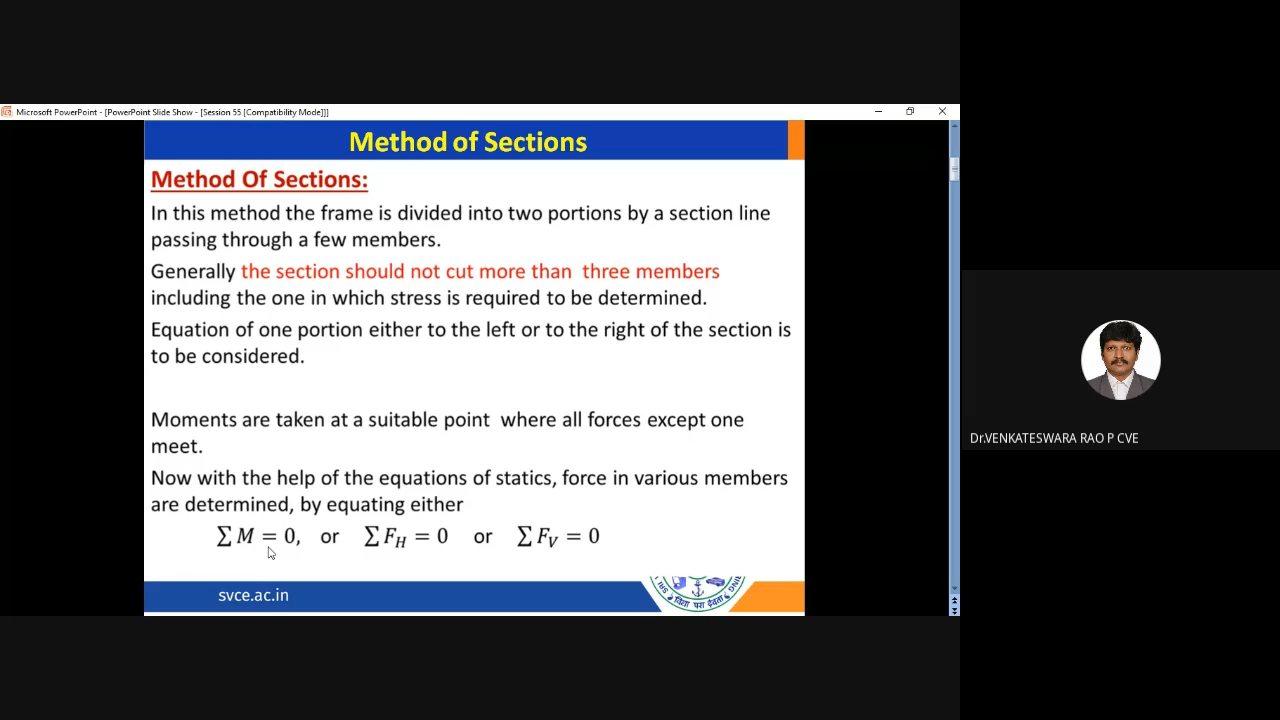 Microsoft PowerPoint - [PowerPoint Slide Show - [Session 55 [Compatibility Mode]]]
Method of Sections
Method Of Sections:
In this method the frame is divided into two portions by a section line
passing through a few members.
Generally the section should not cut more than three members
including the one in which stress is required to be determined.
Equation of one portion either to the left or to the right of the section is
to be considered.
Moments are taken at a suitable point where all forces except one
meet.
Now with the help of the equations of statics, force in various members
are determined, by equating either
∑ M = 0, or ∑ F_H = 0 or ∑ F_V = 0
svce.ac.in
Dr.VENKATESWARA RAO P CVE